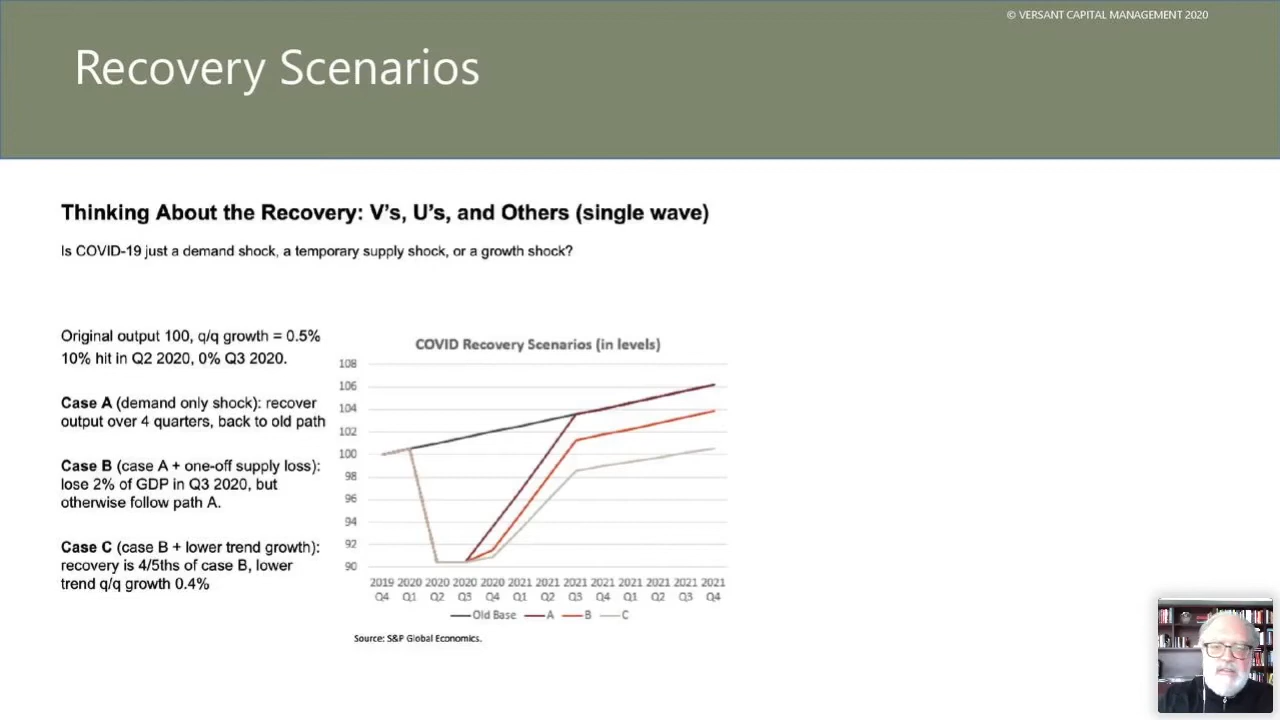 © VERSANT CAPITAL MANAGEMENT 2020
Recovery Scenarios
Thinking About the Recovery: V's, U's, and Others (single wave)
Is COVID-19 just a demand shock, a temporary supply shock, or a growth shock?
Original output 100, q/q growth = 0.5%
10% hit in Q2 2020, 0% Q3 2020.
Case A (demand only shock): recover
output over 4 quarters, back to old path
Case B (case A + one-off supply loss):
lose 2% of GDP in Q3 2020, but
otherwise follow path A.
Case C (case B + lower trend growth):
recovery is 4/5ths of case B, lower
trend q/q growth 0.4%
COVID Recovery Scenarios (in levels)
108
106
104
102
100
98
96
94
92
90
2019 2020 2020 2020 2020 2021 2021 2021 2021 2021 2021 2021 2021
Q4 Q1 Q2 Q3 Q4 Q1 Q2 Q3 Q4 Q1 Q2 Q3 Q4
Old Base A B C
Source: S&P Global Economics.